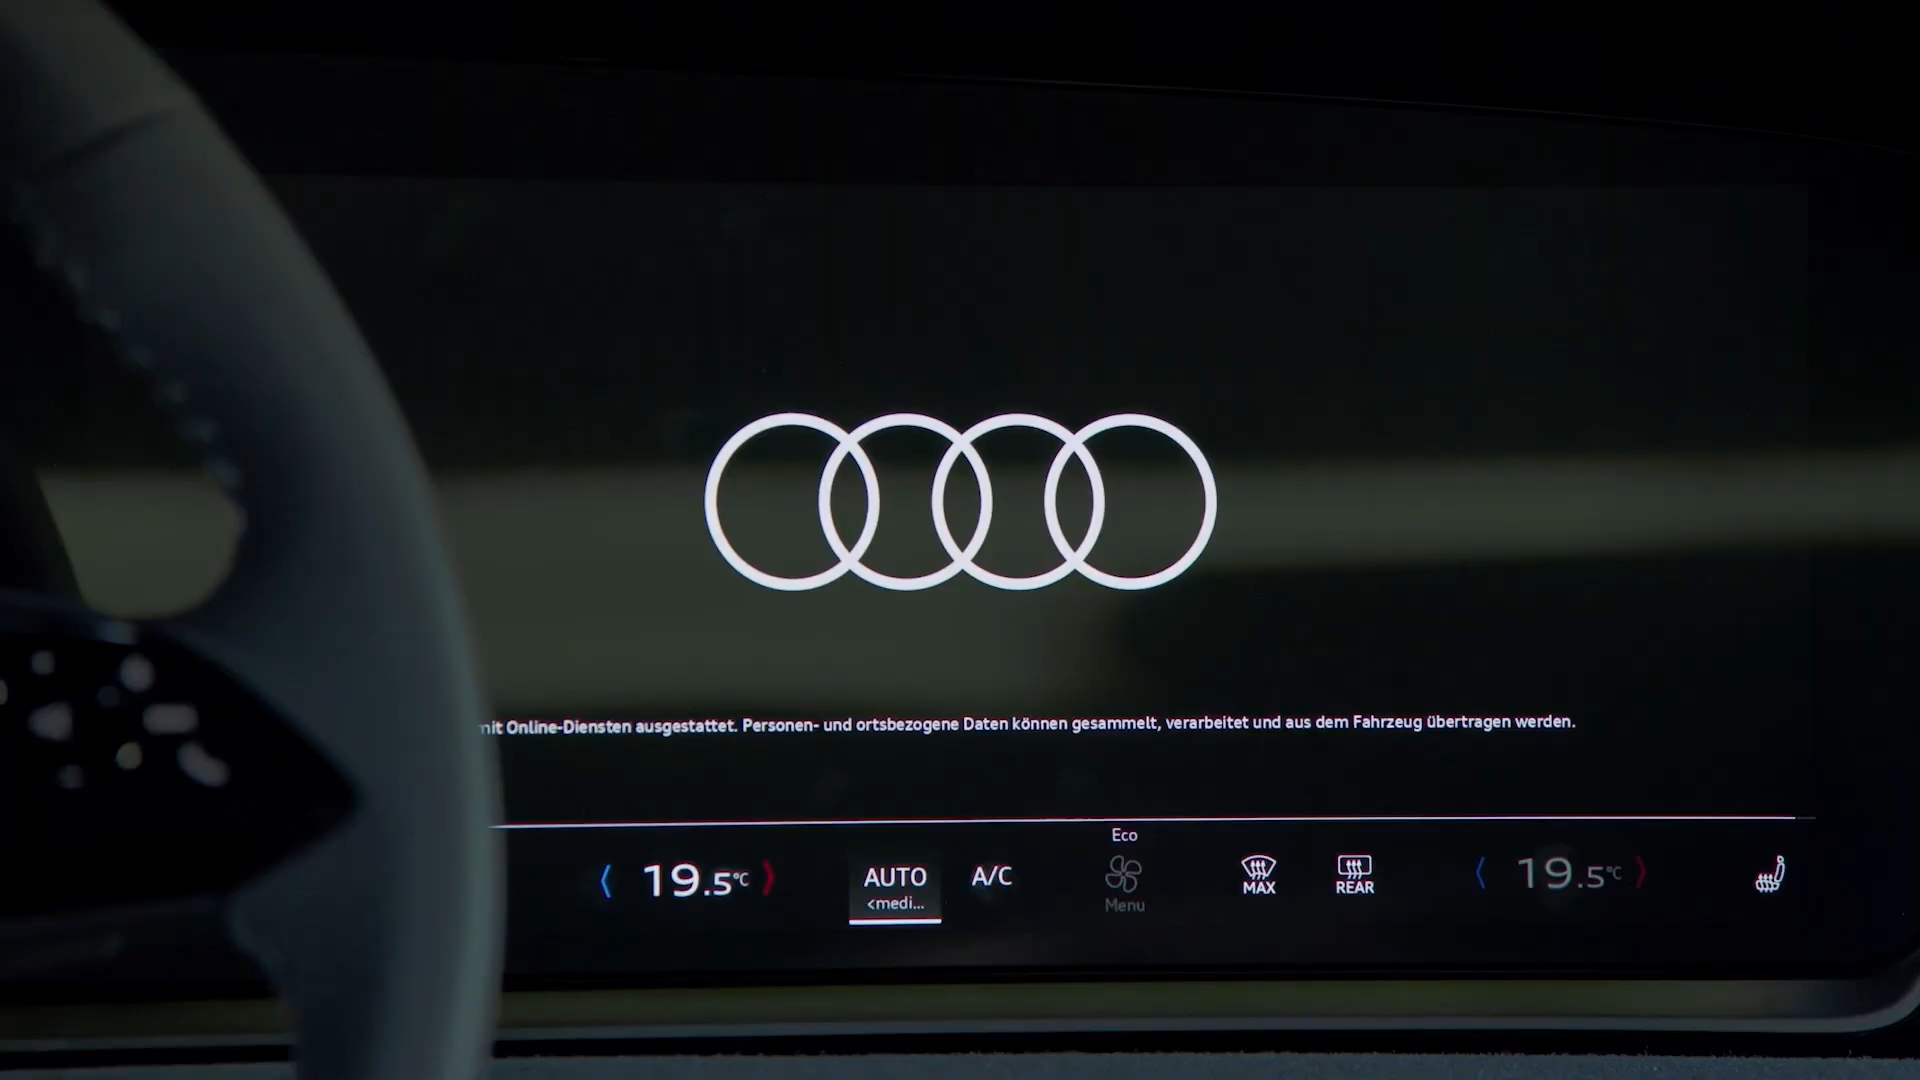 mit Online-Diensten ausgestattet. Personen- und ortsbezogene Daten können gesammelt, verarbeitet und aus dem Fahrzeug übertragen werden.
Eco
19.5°C
AUTO
<medi...
A/C
Menu
MAX
REAR
19.5°C